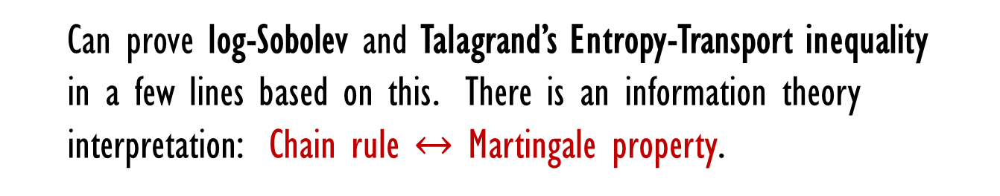 Can prove log-Sobolev and Talagrand's Entropy-Transport inequality
in a few lines based on this. There is an information theory
interpretation: Chain rule ↔ Martingale property.